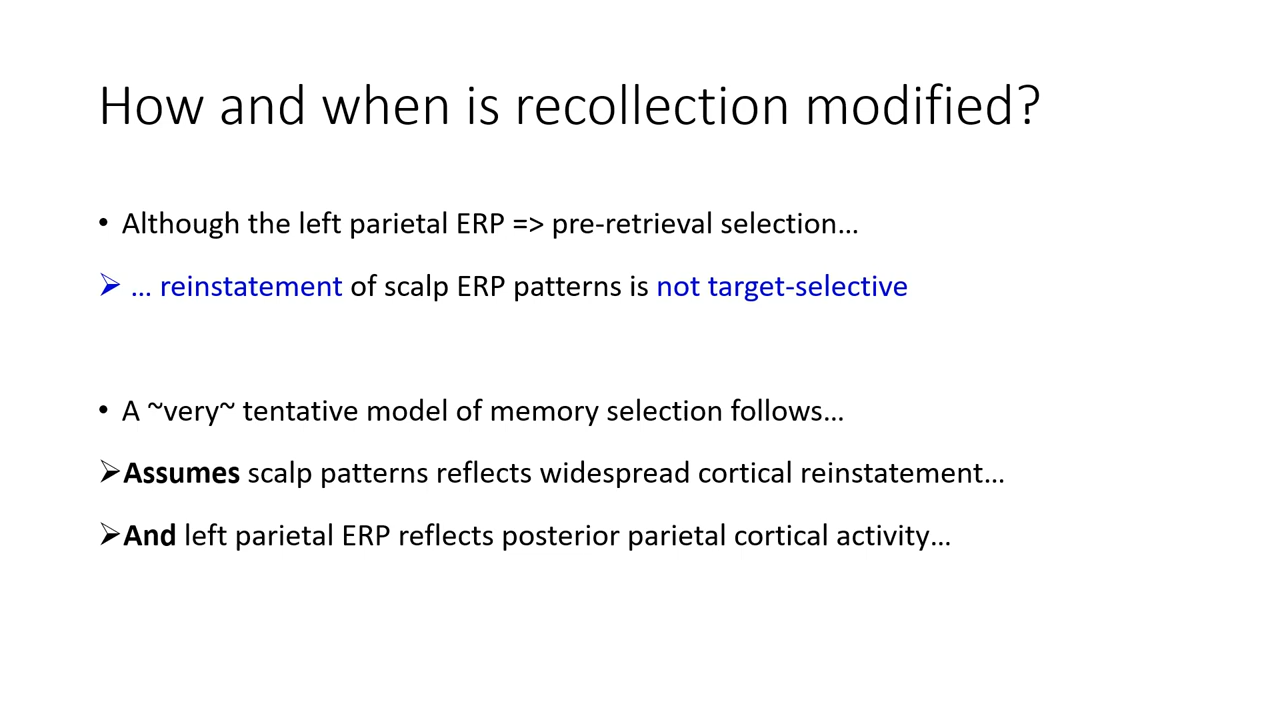 How and when is recollection modified?
• Although the left parietal ERP => pre-retrieval selection…
➢ … reinstatement of scalp ERP patterns is not target-selective
• A ~very~ tentative model of memory selection follows…
➢Assumes scalp patterns reflects widespread cortical reinstatement…
➢And left parietal ERP reflects posterior parietal cortical activity…